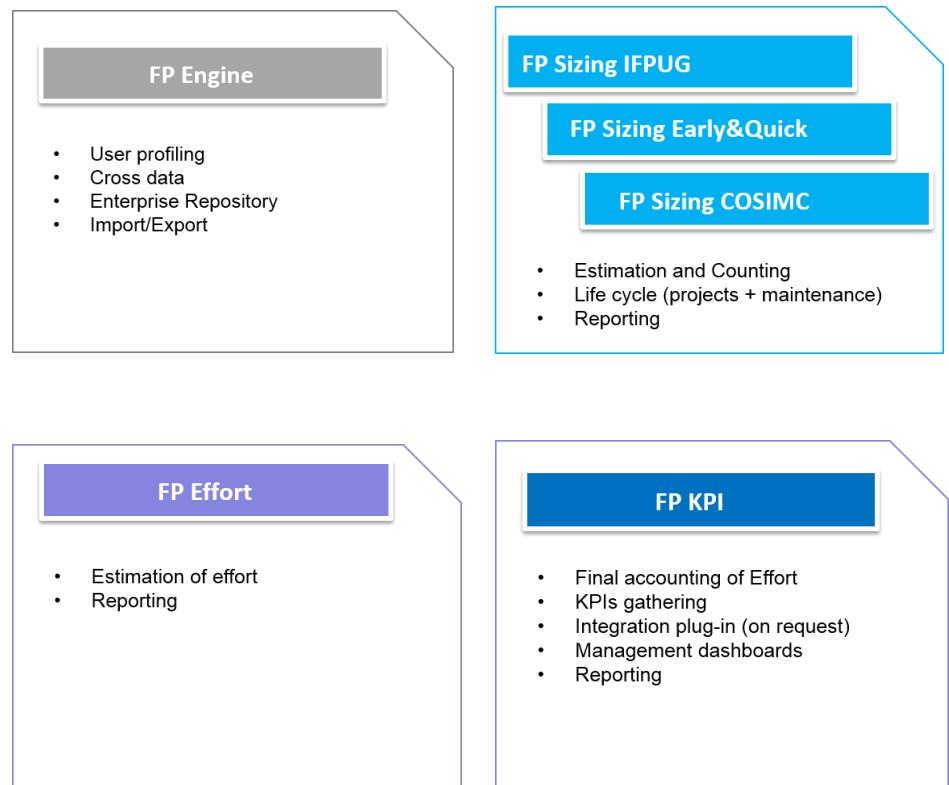 FP Engine
• User profiling
• Cross data
• Enterprise Repository
• Import/Export
FP Sizing IFPUG
FP Sizing Early&Quick
FP Sizing COSIMC
• Estimation and Counting
• Life cycle (projects + maintenance)
• Reporting
FP Effort
• Estimation of effort
• Reporting
FP KPI
• Final accounting of Effort
• KPIs gathering
• Integration plug-in (on request)
• Management dashboards
• Reporting